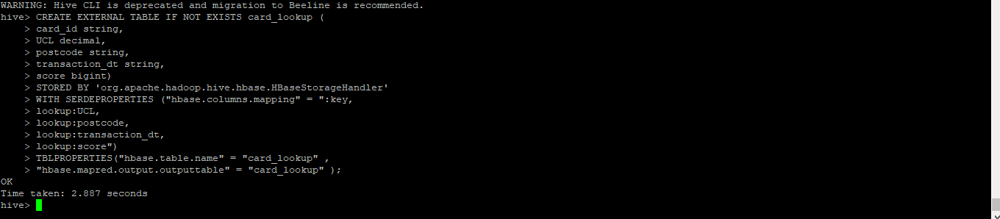 WARNING: Hive CLI is deprecated and migration to Beeline is recommended.
hive> CREATE EXTERNAL TABLE IF NOT EXISTS card_lookup (
    > card_id string,
    > UCL decimal,
    > postcode string,
    > transaction_dt string,
    > score bigint)
    > STORED BY 'org.apache.hadoop.hive.hbase.HBaseStorageHandler'
    > WITH SERDEPROPERTIES ("hbase.columns.mapping" = ":key,
    > lookup:UCL,
    > lookup:postcode,
    > lookup:transaction_dt,
    > lookup:score")
    > TBLPROPERTIES("hbase.table.name" = "card_lookup" ,
    > "hbase.mapred.output.outputtable" = "card_lookup" );
OK
Time taken: 2.887 seconds
hive>